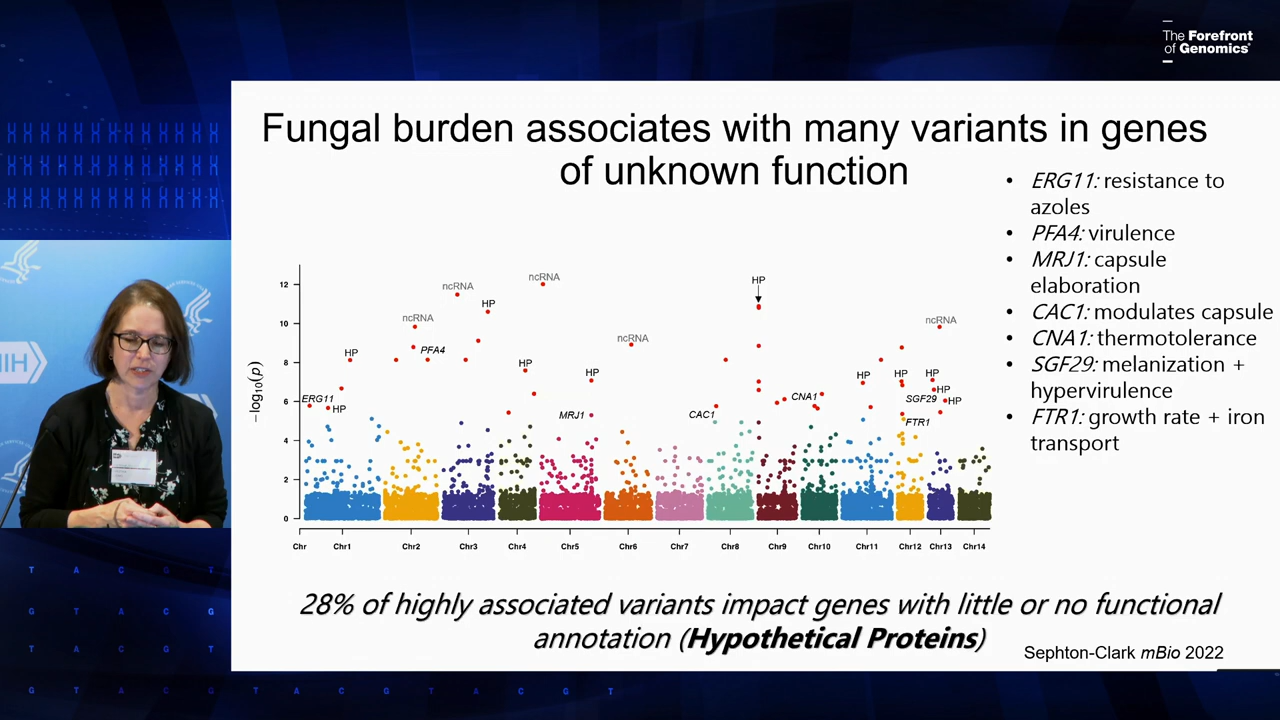 The Forefront
of Genomics®
Fungal burden associates with many variants in genes
of unknown function
• ERG11: resistance to
azoles
• PFA4: virulence
• MRJ1: capsule
elaboration
• CAC1: modulates capsule
• CNA1: thermotolerance
• SGF29: melanization +
hypervirulence
• FTR1: growth rate + iron
transport
-log10(p)
12
10
8
6
4
2
0
ncRNA
ncRNA
HP
ncRNA
HP
ncRNA
ncRNA
HP
PFA4
HP
HP
HP
HP
HP
ERG11
HP
MRJ1
CAC1
CNA1
SGF29
HP
HP
FTR1
Chr
Chr1
Chr2
Chr3
Chr4
Chr5
Chr6
Chr7
Chr8
Chr9
Chr10
Chr11
Chr12
Chr13
Chr14
28% of highly associated variants impact genes with little or no functional
annotation (Hypothetical Proteins)
Sephton-Clark mBio 2022
NIH
T A C G T
G T A C G
T A C G T
G T A C G T A C G T A C G T